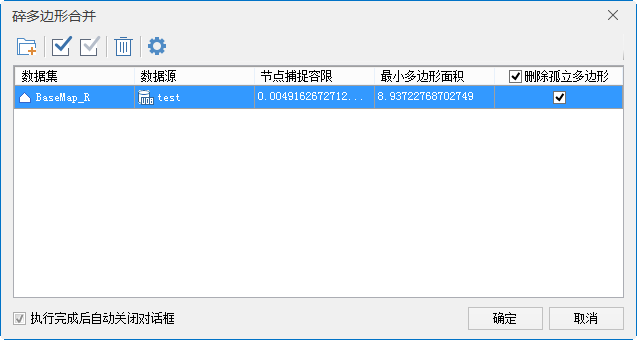 碎多边形合并
数据集 数据源 节点捕捉容限 最小多边形面积 删除孤立多边形
BaseMap_R UDB test 0.0049162672712... 8.93722768702749
执行完成后自动关闭对话框 确定 取消